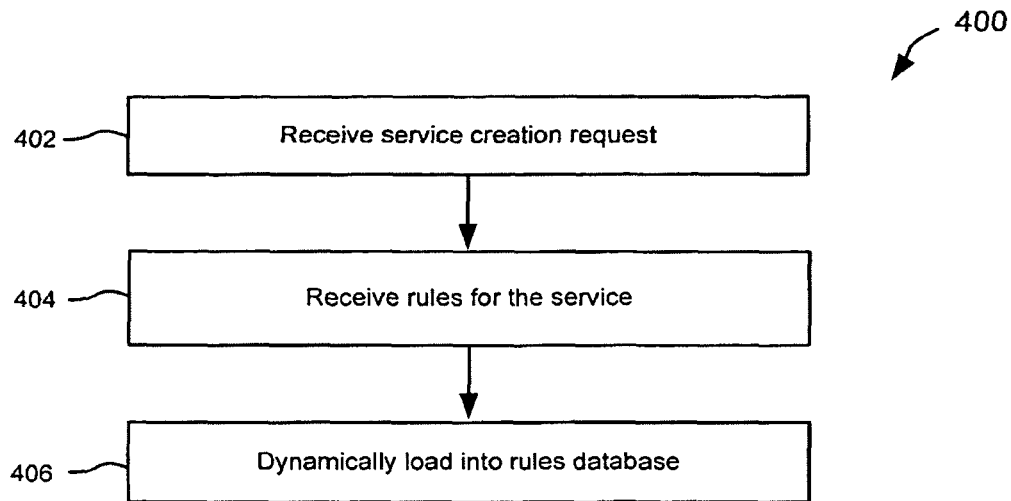 400
402
Receive service creation request
404
Receive rules for the service
406
Dynamically load into rules database